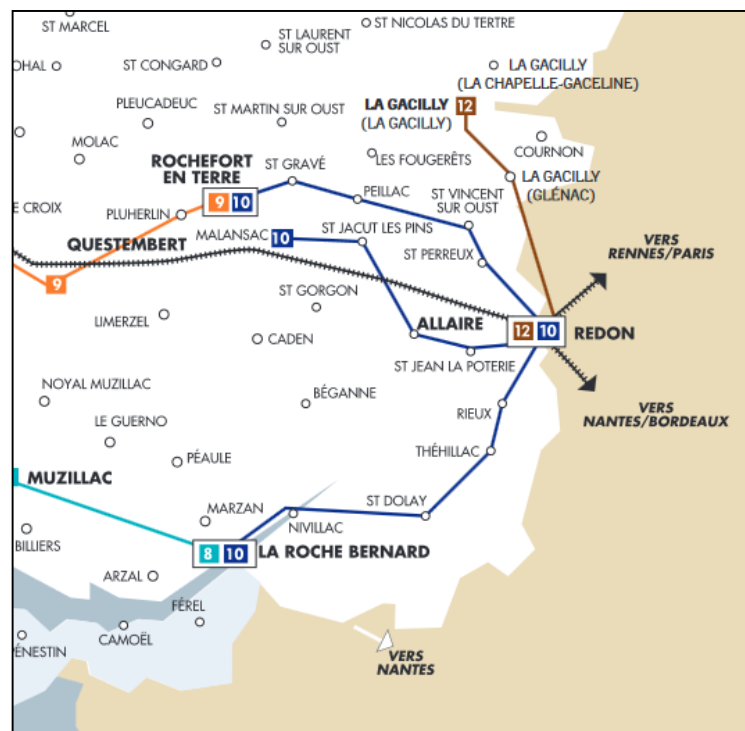 ST MARCEL
ST NICOLAS DU TERTRE
ST LAURENT
SUR OUST
OHAL
ST CONGARD
LA GACILLY
(LA CHAPELLE-GACELINE)
PLEUCADEUC
ST MARTIN SUR OUST
LA GACILLY
(LA GACILLY)
12
MOLAC
COURNON
ROCHEFORT
EN TERRE
ST GRAVÉ
LES FOUGERÊTS
LA GACILLY
(GLÉNAC)
E CROIX
PLUHERLIN
9 10
PEILLAC
ST VINCENT
SUR OUST
QUESTEMBERT
MALANSAC
10
ST JACUT LES PINS
ST PERREUX
VERS
RENNES/PARIS
9
ST GORGON
LIMERZEL
CADEN
ALLAIRE
12 10
REDON
ST JEAN LA POTERIE
NOYAL MUZILLAC
BÉGANNE
RIEUX
VERS
NANTES/BORDEAUX
LE GUERNO
PÉAULE
THÉHILLAC
MUZILLAC
MARZAN
NIVILLAC
ST DOLAY
BILLIERS
8 10
LA ROCHE BERNARD
ARZAL
FÉREL
CAMOËL
PÉNESTIN
VERS
NANTES